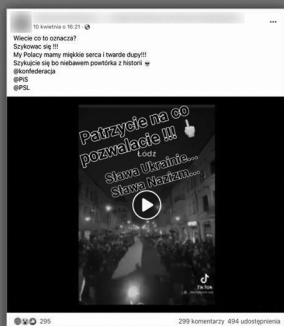 10 kwietnia o 16:21 ·
Wiecie co to oznacza?
Szykowac się !!!
My Polacy mamy miękkie serca i twarde dupy!!!
Szykujcie się bo niebawem powtórka z historii
@konfederacja
@PiS
@PSL
Patrzycie na co
pozwalacie !!!
Łódź
Sława Ukrainie...
Sława Nazizm...
TikTok
295
299 komentarzy 494 udostępnienia